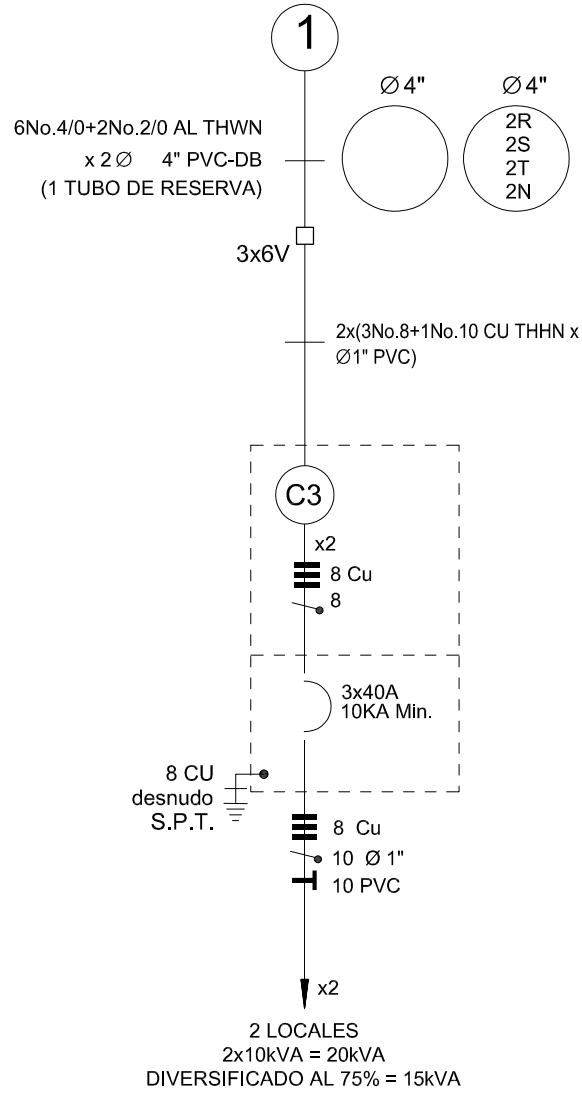 1
6No.4/0+2No.2/0 AL THWN
x 2Ø 4" PVC-DB
(1 TUBO DE RESERVA)
Ø 4"
Ø 4"
2R
2S
2T
2N
3x6V
2x(3No.8+1No.10 CU THHN x
Ø1" PVC)
C3
x2
8 Cu
8
3x40A
10KA Min.
8 CU
desnudo
S.P.T.
8 Cu
10 Ø 1"
10 PVC
x2
2 LOCALES
2x10kVA = 20kVA
DIVERSIFICADO AL 75% = 15kVA